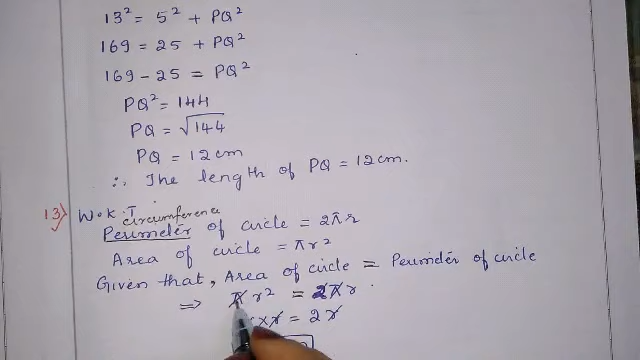 13² = 5² + PQ²
169 = 25 + PQ²
169 - 25 = PQ²
PQ² = 144
PQ = √144
PQ = 12cm
∴ The length of PQ = 12cm.
13) W.K.T
circumference
Perimeter of circle = 2πr
Area of circle = πr²
Given that, Area of circle = Perimeter of circle
⇒ πr² = 2πr
× r = 2r